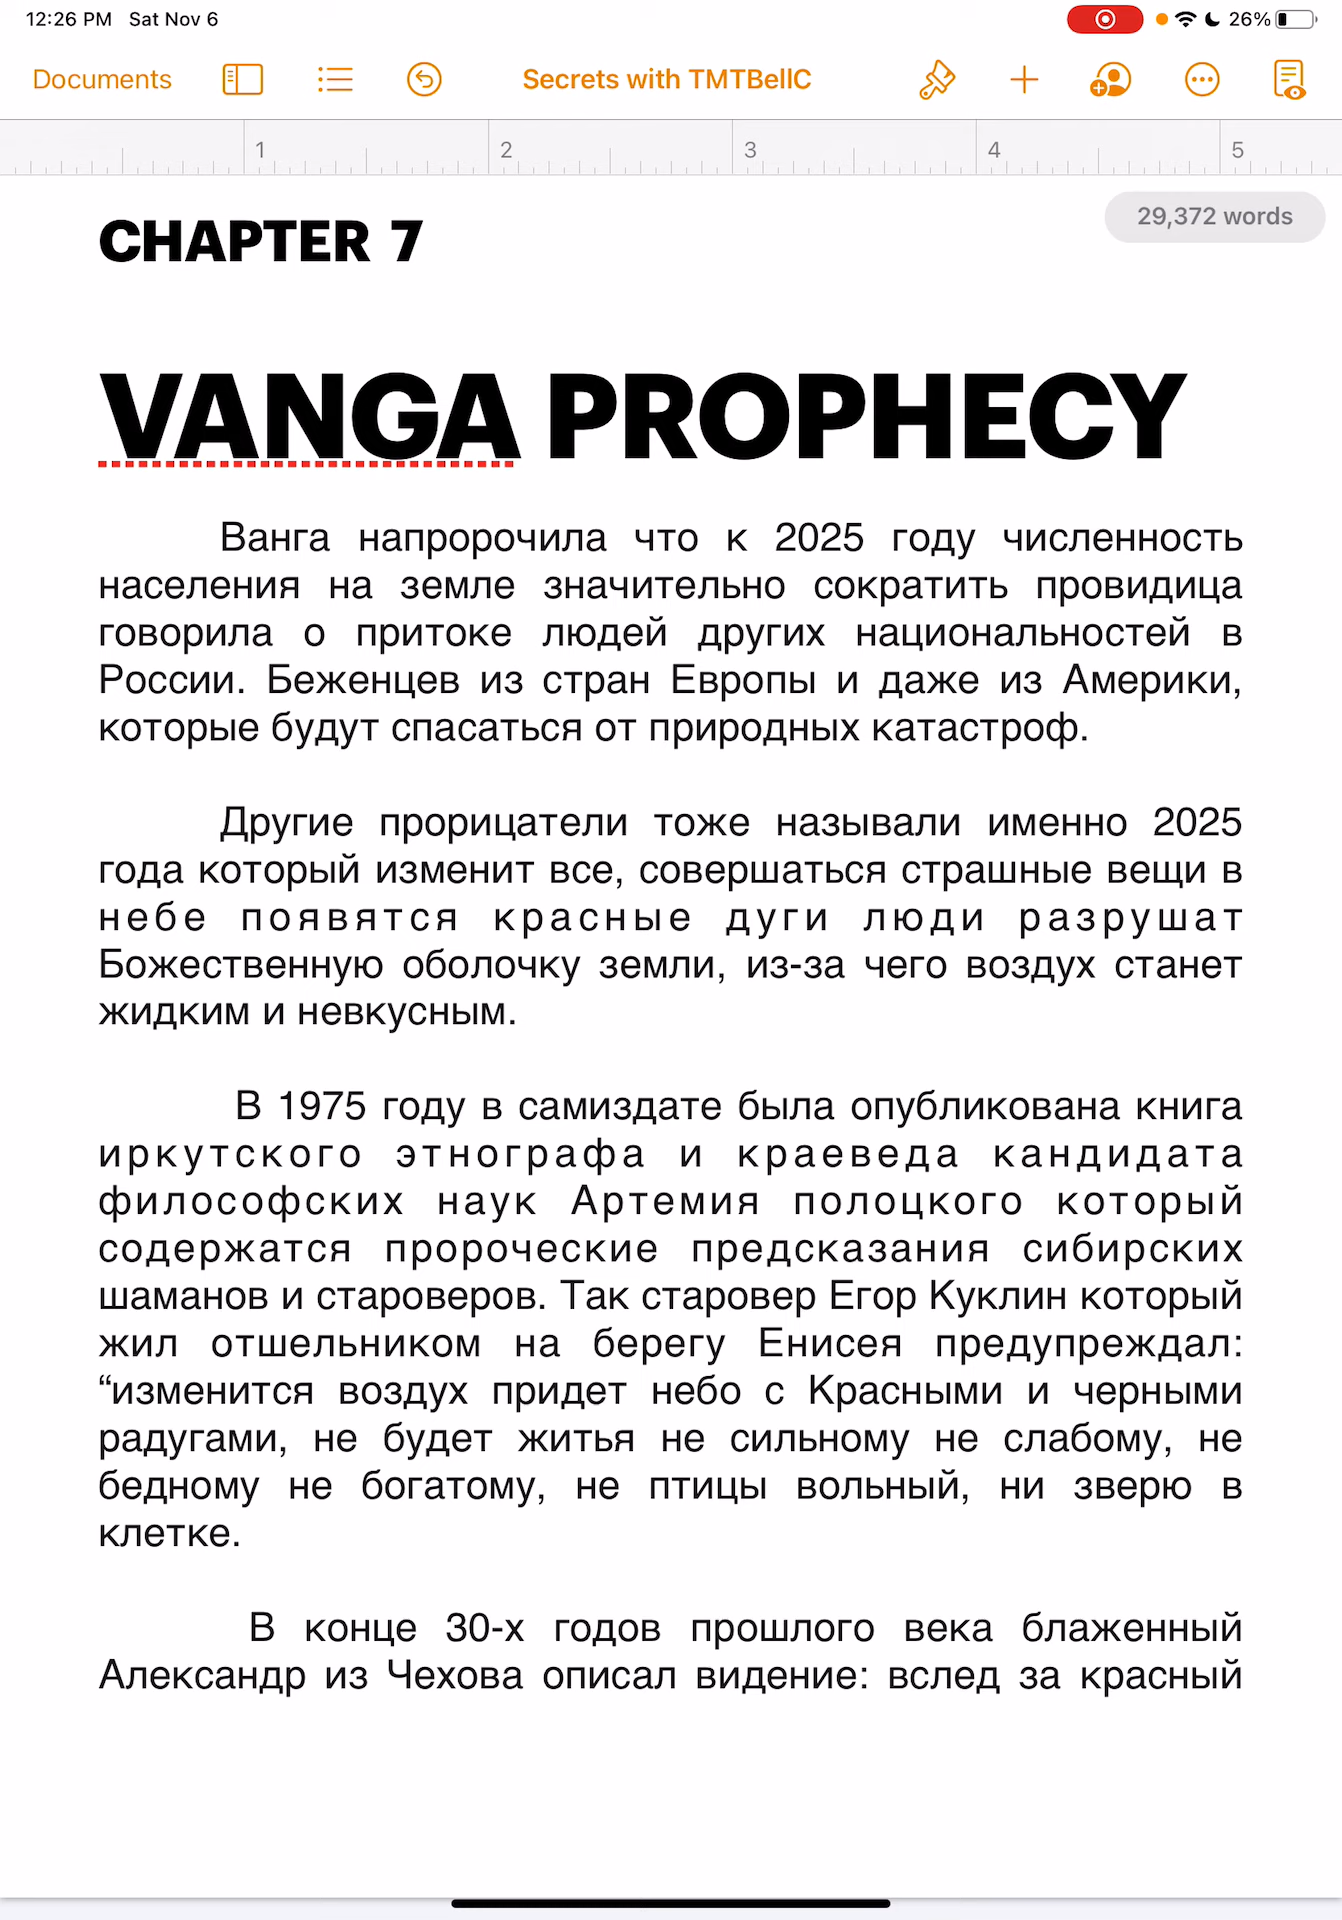 12:26 PM Sat Nov 6
26%
Documents
Secrets with TMTBellC
1 2 3 4 5
29,372 words
CHAPTER 7
VANGA PROPHECY
Ванга напророчила что к 2025 году численность
населения на земле значительно сократить провидица
говорила о притоке людей других национальностей в
России. Беженцев из стран Европы и даже из Америки,
которые будут спасаться от природных катастроф.
Другие прорицатели тоже называли именно 2025
года который изменит все, совершаться страшные вещи в
небе появятся красные дуги люди разрушат
Божественную оболочку земли, из-за чего воздух станет
жидким и невкусным.
В 1975 году в самиздате была опубликована книга
иркутского этнографа и краеведа кандидата
философских наук Артемия полоцкого который
содержатся пророческие предсказания сибирских
шаманов и староверов. Так старовер Егор Куклин который
жил отшельником на берегу Енисея предупреждал:
“изменится воздух придет небо с Красными и черными
радугами, не будет житья не сильному не слабому, не
бедному не богатому, не птицы вольный, ни зверю в
клетке.
В конце 30-х годов прошлого века блаженный
Александр из Чехова описал видение: вслед за красный